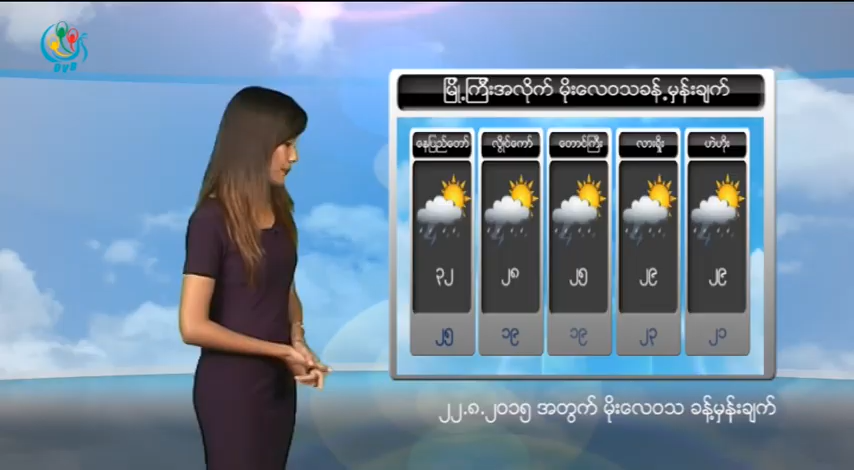 DVB
မြို့ကြီးအလိုက် မိုးလေဝသခန့်မှန်းချက်
နေပြည်တော် လွိုင်ကော် တောင်ကြီး လားရှိုး ဟဲဟိုး
၃၂ ၂၈ ၂၅ ၂၉ ၂၉
၂၅ ၁၉ ၁၉ ၂၃ ၂၁
၂၂.၈.၂၀၁၅ အတွက် မိုးလေဝသ ခန့်မှန်းချက်